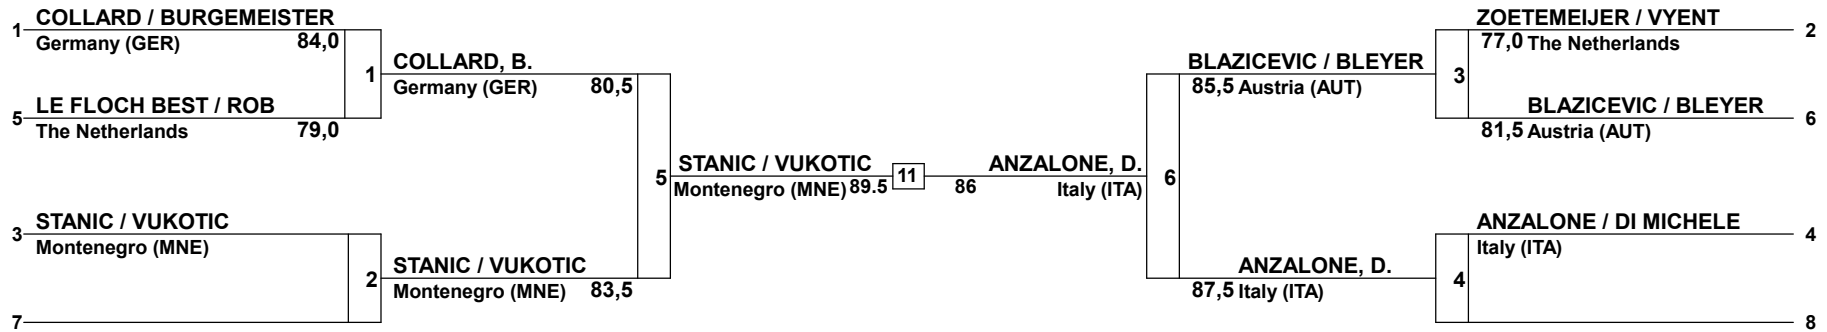 COLLARD / BURGEMEISTER
1
Germany (GER) 84,0
1
COLLARD, B.
Germany (GER) 80,5
LE FLOCH BEST / ROB
5
The Netherlands 79,0
5
STANIC / VUKOTIC
Montenegro (MNE) 89.5
11
STANIC / VUKOTIC
3
Montenegro (MNE)
2
STANIC / VUKOTIC
Montenegro (MNE) 83,5
7
ZOETEMEIJER / VYENT
2
77,0 The Netherlands
BLAZICEVIC / BLEYER
3
85,5 Austria (AUT)
BLAZICEVIC / BLEYER
6
81,5 Austria (AUT)
ANZALONE, D.
86
Italy (ITA)
6
ANZALONE / DI MICHELE
4
Italy (ITA)
ANZALONE, D.
4
87,5 Italy (ITA)
8